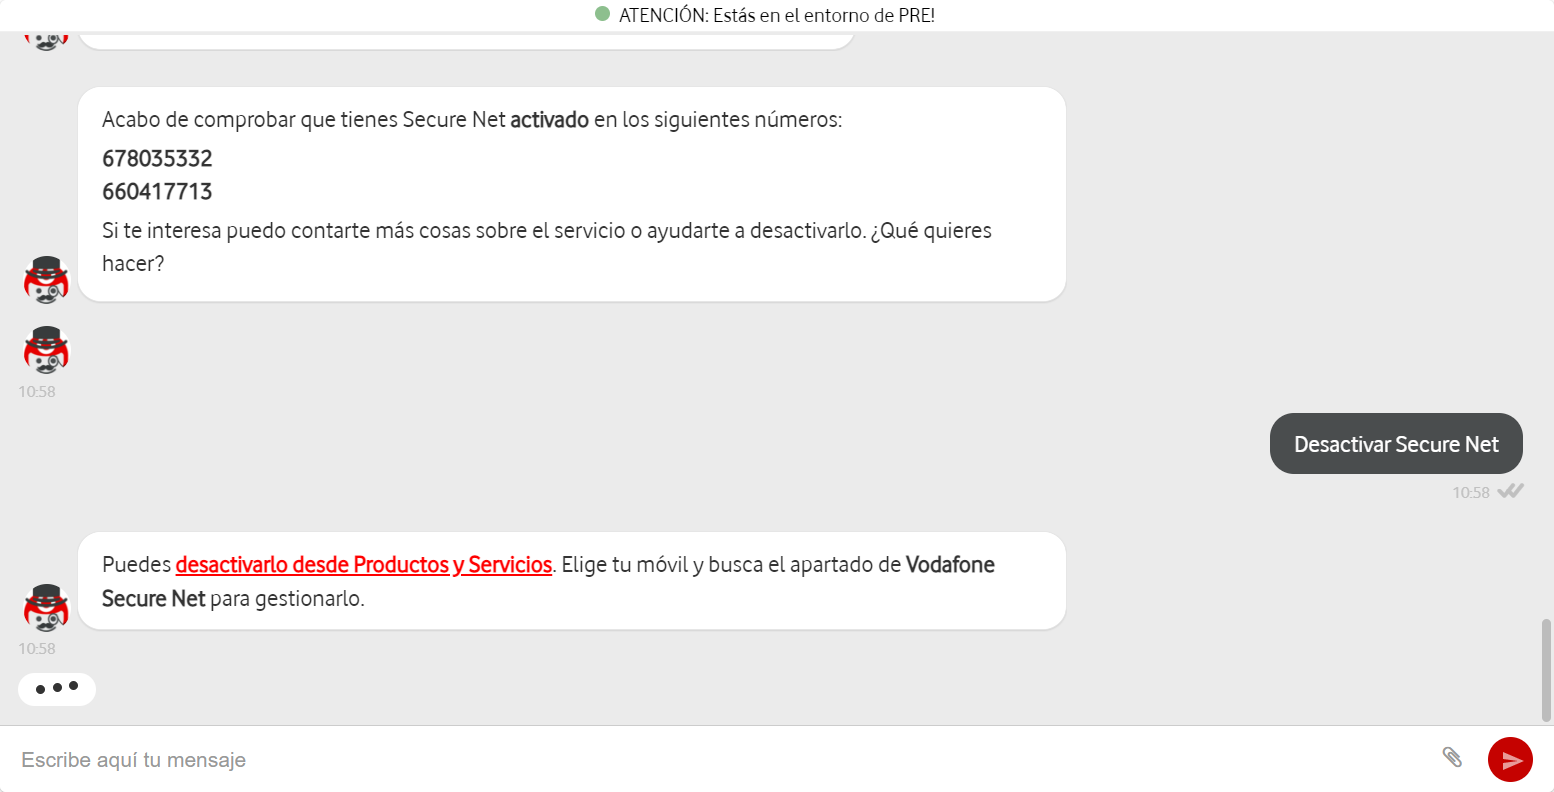 ATENCIÓN: Estás en el entorno de PRE!
Acabo de comprobar que tienes Secure Net activado en los siguientes números:
678035332
660417713
Si te interesa puedo contarte más cosas sobre el servicio o ayudarte a desactivarlo. ¿Qué quieres
hacer?
10:58
Desactivar Secure Net
10:58
Puedes desactivarlo desde Productos y Servicios. Elige tu móvil y busca el apartado de Vodafone
Secure Net para gestionarlo.
10:58
Escribe aquí tu mensaje